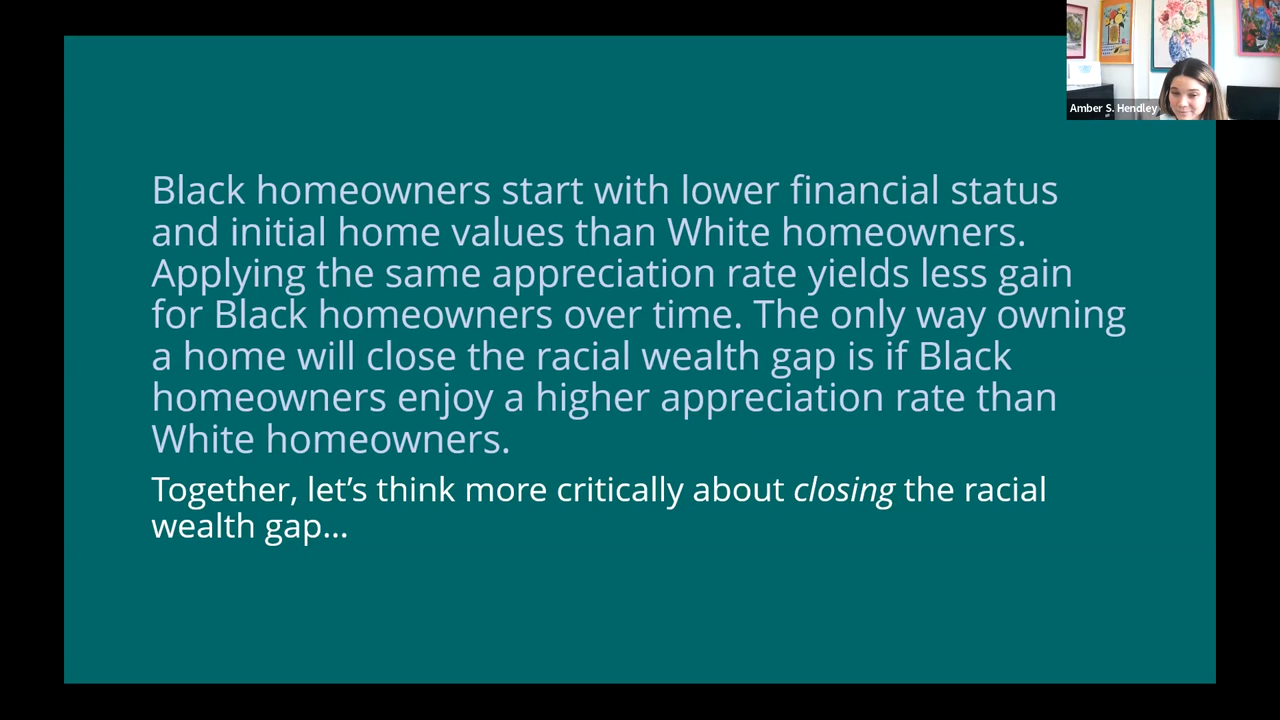 Amber S. Hendley
Black homeowners start with lower financial status
and initial home values than White homeowners.
Applying the same appreciation rate yields less gain
for Black homeowners over time. The only way owning
a home will close the racial wealth gap is if Black
homeowners enjoy a higher appreciation rate than
White homeowners.
Together, let’s think more critically about closing the racial
wealth gap...